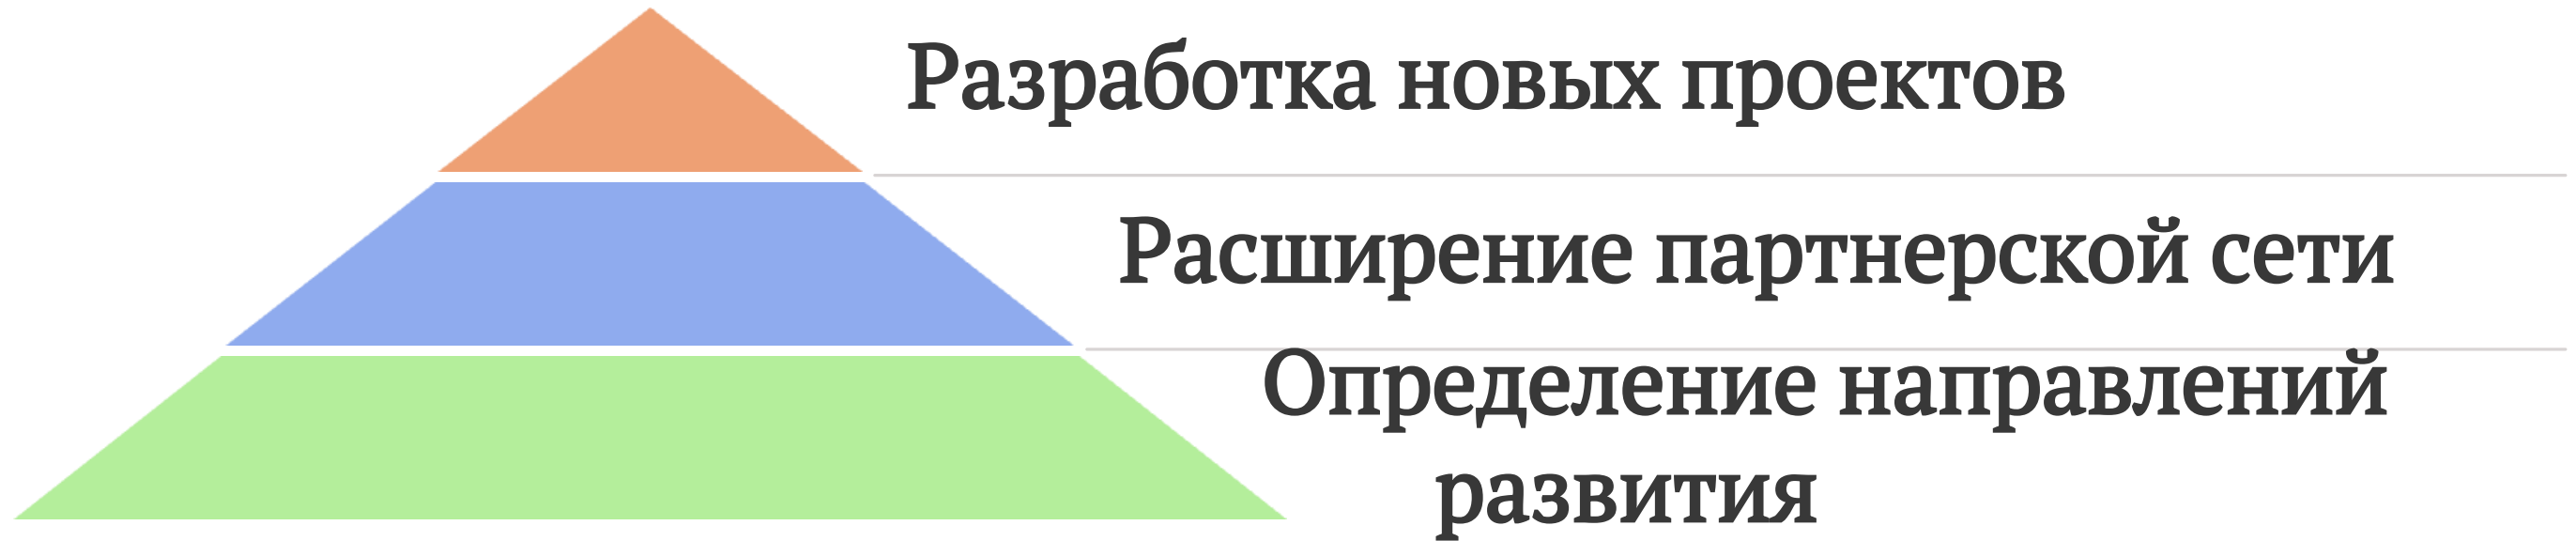 Разработка новых проектов
Расширение партнерской сети
Определение направлений
развития